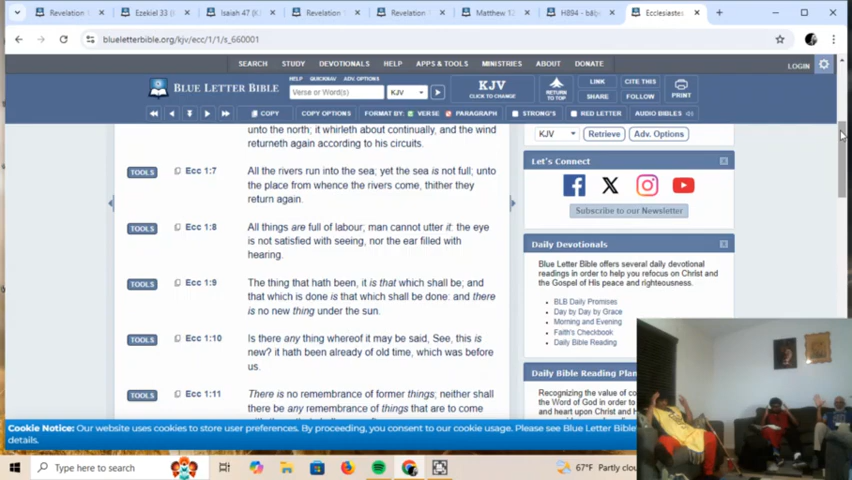 Revelation
Ezekiel 33 (
Isaiah 47 (K
Revelation 1
Revelation 1
Matthew 12
H894 - bāḇ
Ecclesiastes
blueletterbible.org/kjv/ecc/1/1/s_660001
SEARCH STUDY DEVOTIONALS HELP APPS & TOOLS MINISTRIES ABOUT DONATE
LOGIN
BLUE LETTER BIBLE
HELP QUICKNAV ADV. OPTIONS
Verse or Word(s)
KJV
KJV
CLICK TO CHANGE
RETURN
TO TOP
LINK
SHARE
CITE THIS
FOLLOW
PRINT
COPY COPY OPTIONS FORMAT BY: VERSE PARAGRAPH STRONG'S RED LETTER AUDIO BIBLES
unto the north; it whirleth about continually, and the wind
returneth again according to his circuits.
TOOLS Ecc 1:7 All the rivers run into the sea; yet the sea is not full; unto
the place from whence the rivers come, thither they
return again.
TOOLS Ecc 1:8 All things are full of labour; man cannot utter it: the eye
is not satisfied with seeing, nor the ear filled with
hearing.
TOOLS Ecc 1:9 The thing that hath been, it is that which shall be; and
that which is done is that which shall be done: and there
is no new thing under the sun.
TOOLS Ecc 1:10 Is there any thing whereof it may be said, See, this is
new? it hath been already of old time, which was before
us.
TOOLS Ecc 1:11 There is no remembrance of former things; neither shall
there be any remembrance of things that are to come
KJV Retrieve Adv. Options
Let's Connect
Subscribe to our Newsletter
Daily Devotionals
Blue Letter Bible offers several daily devotional
readings in order to help you refocus on Christ and
the Gospel of His peace and righteousness.
BLB Daily Promises
Day by Day by Grace
Morning and Evening
Faith's Checkbook
Daily Bible Reading
Daily Bible Reading Plan
Recognizing the value of co
Word of God in order to
and heart upon Christ and H
Cookie Notice: Our website uses cookies to store user preferences. By proceeding, you consent to our cookie usage. Please see Blue Letter Bible
details.
Type here to search
67°F Partly clou